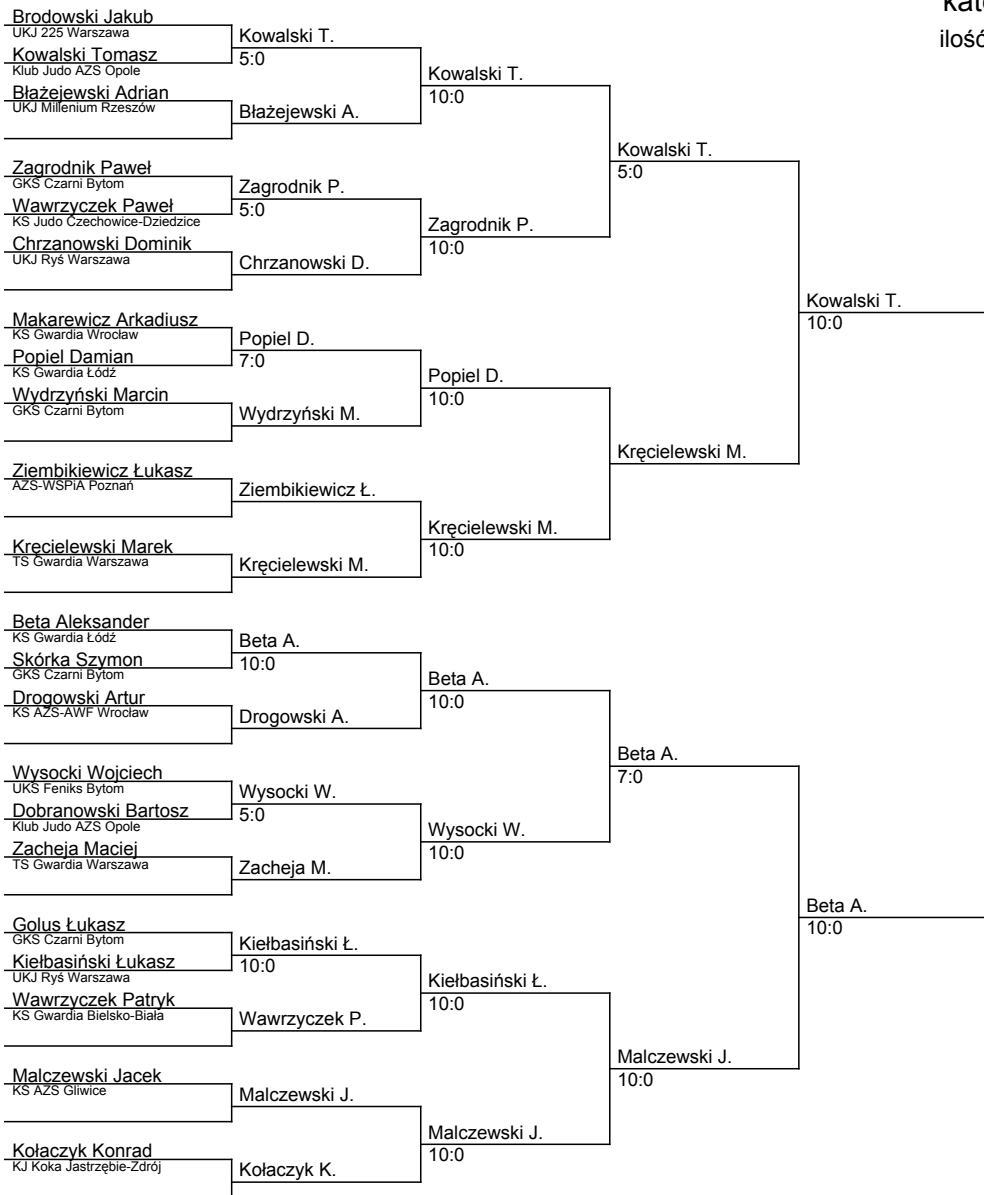 kate
ilość
Brodowski Jakub
UKJ 225 Warszawa
Kowalski Tomasz
Klub Judo AZS Opole
Błażejewski Adrian
UKJ Millenium Rzeszów
Zagrodnik Paweł
GKS Czarni Bytom
Wawrzyczek Paweł
KS Judo Czechowice-Dziedzice
Chrzanowski Dominik
UKJ Ryś Warszawa
Makarewicz Arkadiusz
KS Gwardia Wrocław
Popiel Damian
KS Gwardia Łódź
Wydrzyński Marcin
GKS Czarni Bytom
Ziembikiewicz Łukasz
AZS-WSPiA Poznań
Kręcielewski Marek
TS Gwardia Warszawa
Beta Aleksander
KS Gwardia Łódź
Skórka Szymon
GKS Czarni Bytom
Drogowski Artur
KS AZS-AWF Wrocław
Wysocki Wojciech
UKS Feniks Bytom
Dobranowski Bartosz
Klub Judo AZS Opole
Zacheja Maciej
TS Gwardia Warszawa
Golus Łukasz
GKS Czarni Bytom
Kiełbasiński Łukasz
UKJ Ryś Warszawa
Wawrzyczek Patryk
KS Gwardia Bielsko-Biała
Malczewski Jacek
KS AZS Gliwice
Kołaczyk Konrad
KJ Koka Jastrzębie-Zdrój
Kowalski T.
5:0
Błażejewski A.
Zagrodnik P.
5:0
Chrzanowski D.
Popiel D.
7:0
Wydrzyński M.
Ziembikiewicz Ł.
Kręcielewski M.
Beta A.
10:0
Drogowski A.
Wysocki W.
5:0
Zacheja M.
Kiełbasiński Ł.
10:0
Wawrzyczek P.
Malczewski J.
Kołaczyk K.
Kowalski T.
10:0
Zagrodnik P.
10:0
Popiel D.
10:0
Kręcielewski M.
10:0
Beta A.
10:0
Wysocki W.
10:0
Kiełbasiński Ł.
10:0
Malczewski J.
10:0
Kowalski T.
5:0
Kręcielewski M.
Beta A.
7:0
Malczewski J.
10:0
Kowalski T.
10:0
Beta A.
10:0